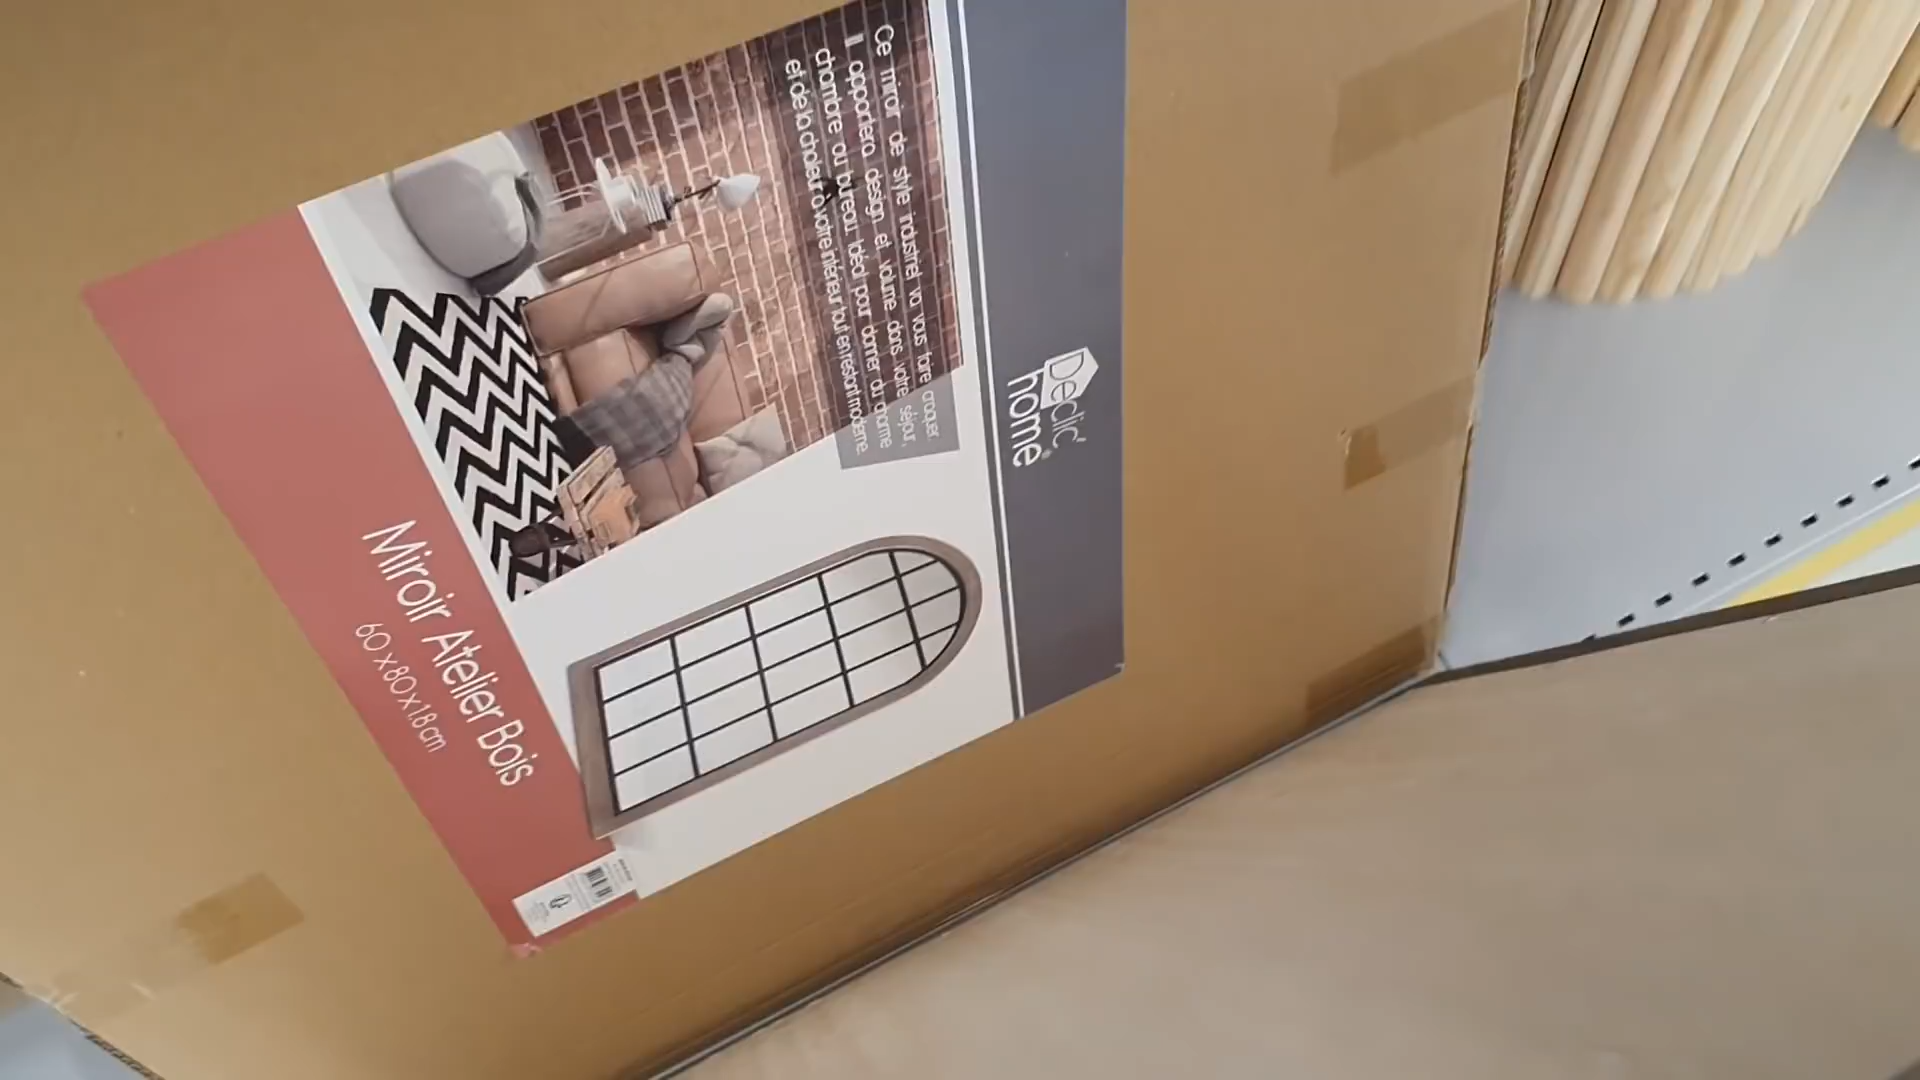 Declic'
home
Ce miroir de style industriel va vous faire craquer.
Il apportera design et volume dans votre séjour,
chambre ou bureau. Idéal pour donner du charme
et de la chaleur à votre intérieur tout en restant moderne.
Miroir Atelier Bois
60 x 80 x 1.8 cm